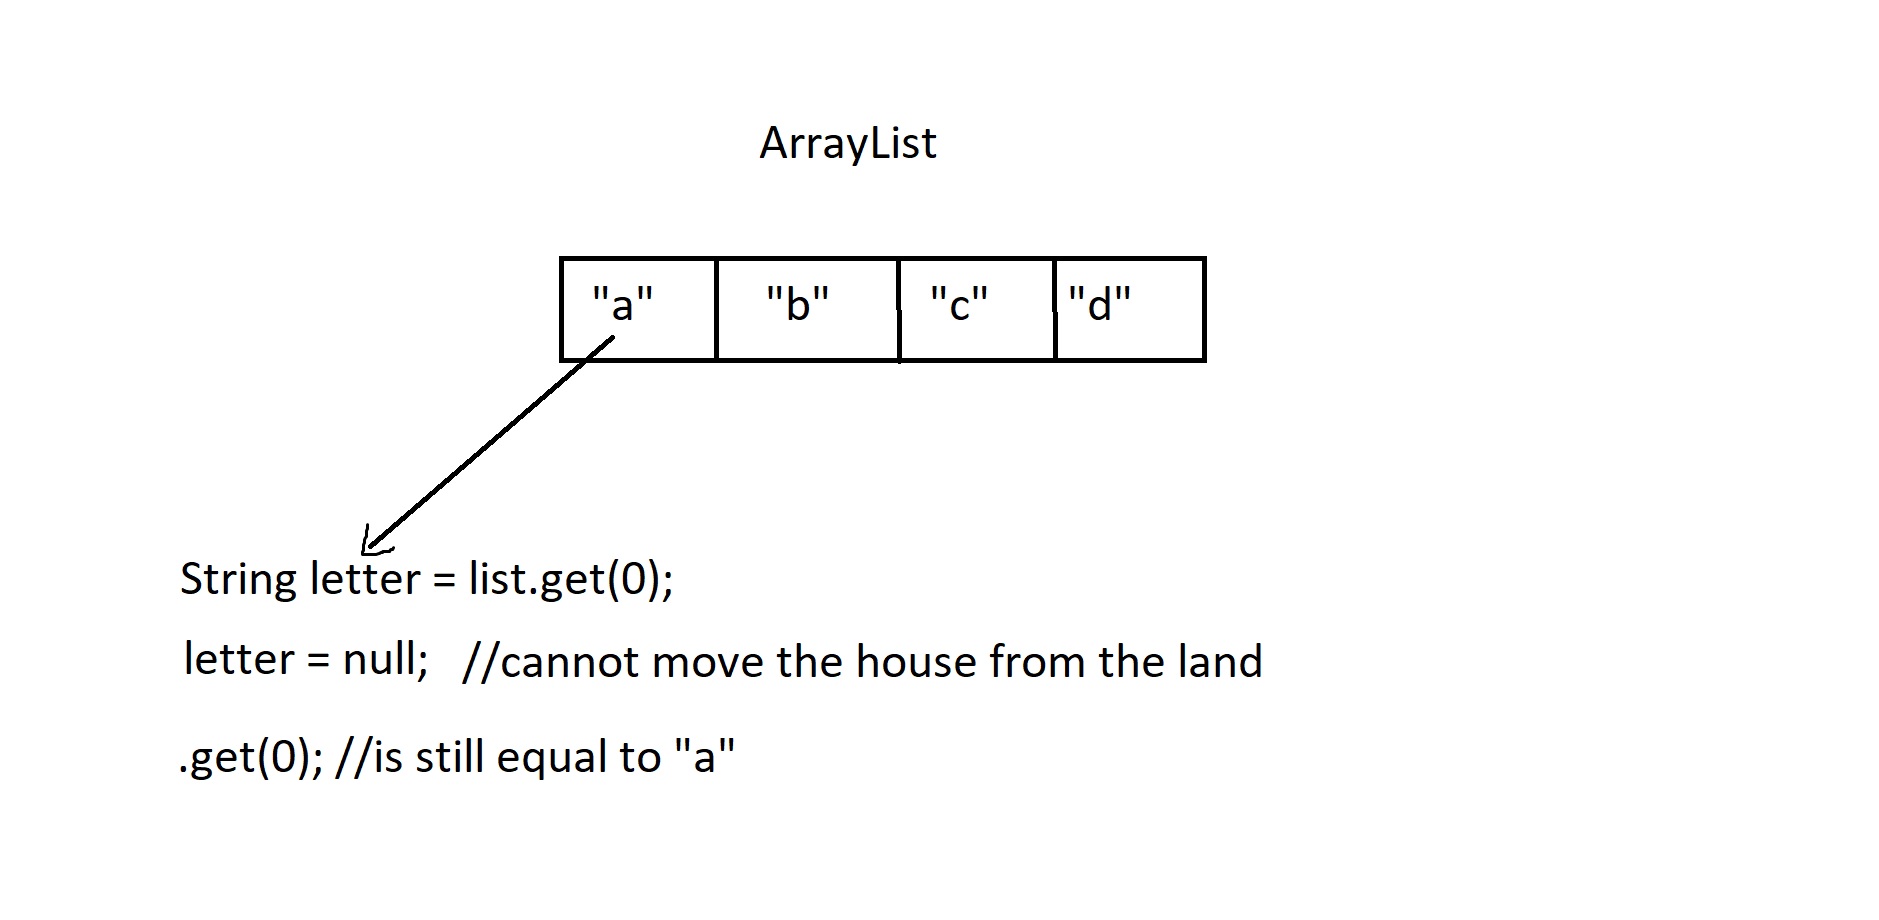 ArrayList
"a" "b" "c" "d"
String letter = list.get(0);
letter = null; //cannot move the house from the land
.get(0); //is still equal to "a"